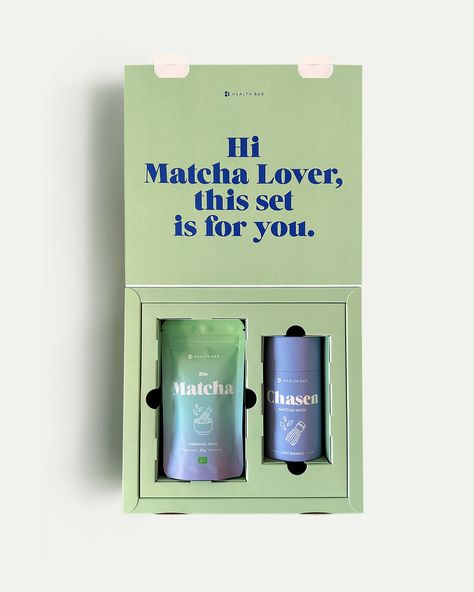 HEALTH BAR
Hi
Matcha Lover,
this set
is for you.
HEALTH BAR
Bio
Matcha
HEALTH BAR
Chasen
MATCHA WHISK